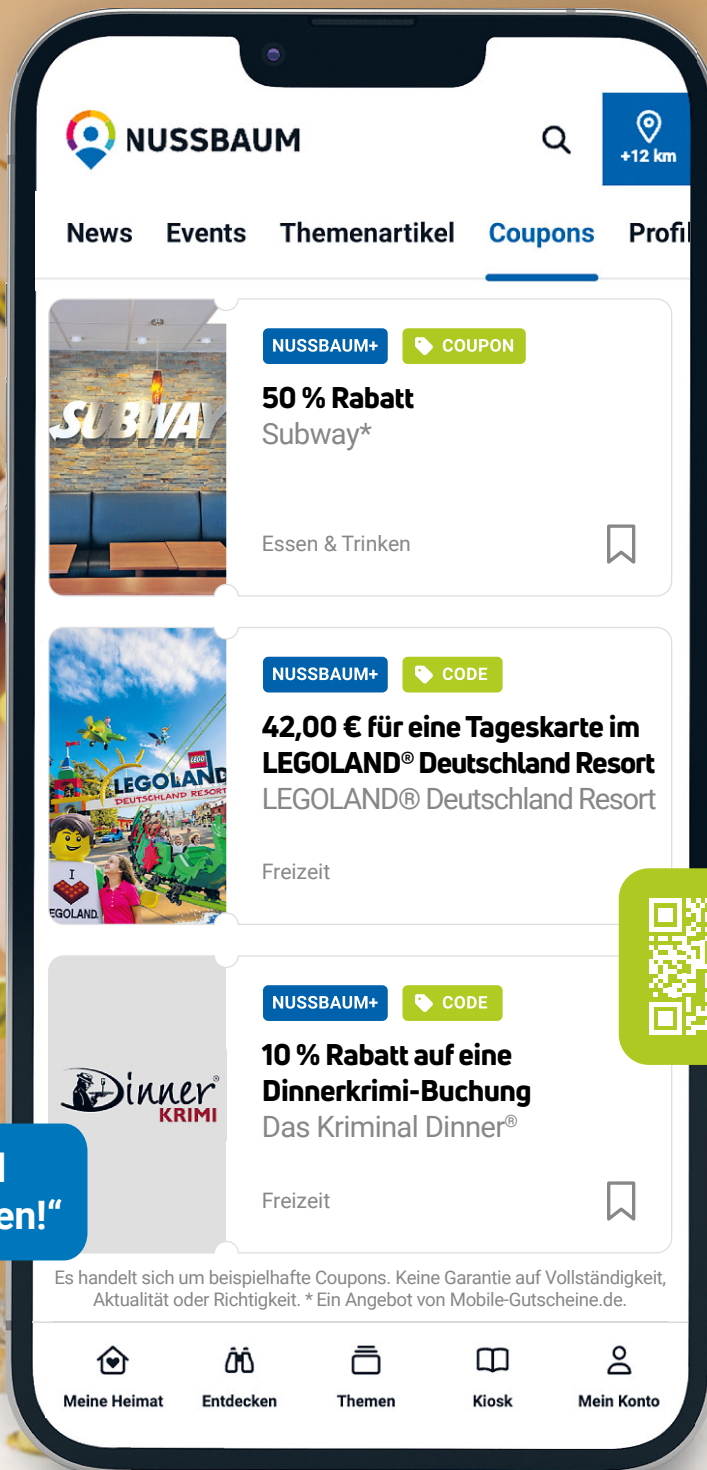 NUSSBAUM
+12 km
News Events Themenartikel Coupons Profil
SUBWAY
NUSSBAUM+ COUPON
50 % Rabatt
Subway*
Essen & Trinken
LEGO
LEGOLAND
DEUTSCHLAND RESORT
I
EGOLAND
NUSSBAUM+ CODE
42,00 € für eine Tageskarte im
LEGOLAND® Deutschland Resort
LEGOLAND® Deutschland Resort
Freizeit
Dinner®
KRIMI
NUSSBAUM+ CODE
10 % Rabatt auf eine
Dinnerkrimi-Buchung
Das Kriminal Dinner®
Freizeit
en!“
Es handelt sich um beispielhafte Coupons. Keine Garantie auf Vollständigkeit,
Aktualität oder Richtigkeit. * Ein Angebot von Mobile-Gutscheine.de.
Meine Heimat Entdecken Themen Kiosk Mein Konto